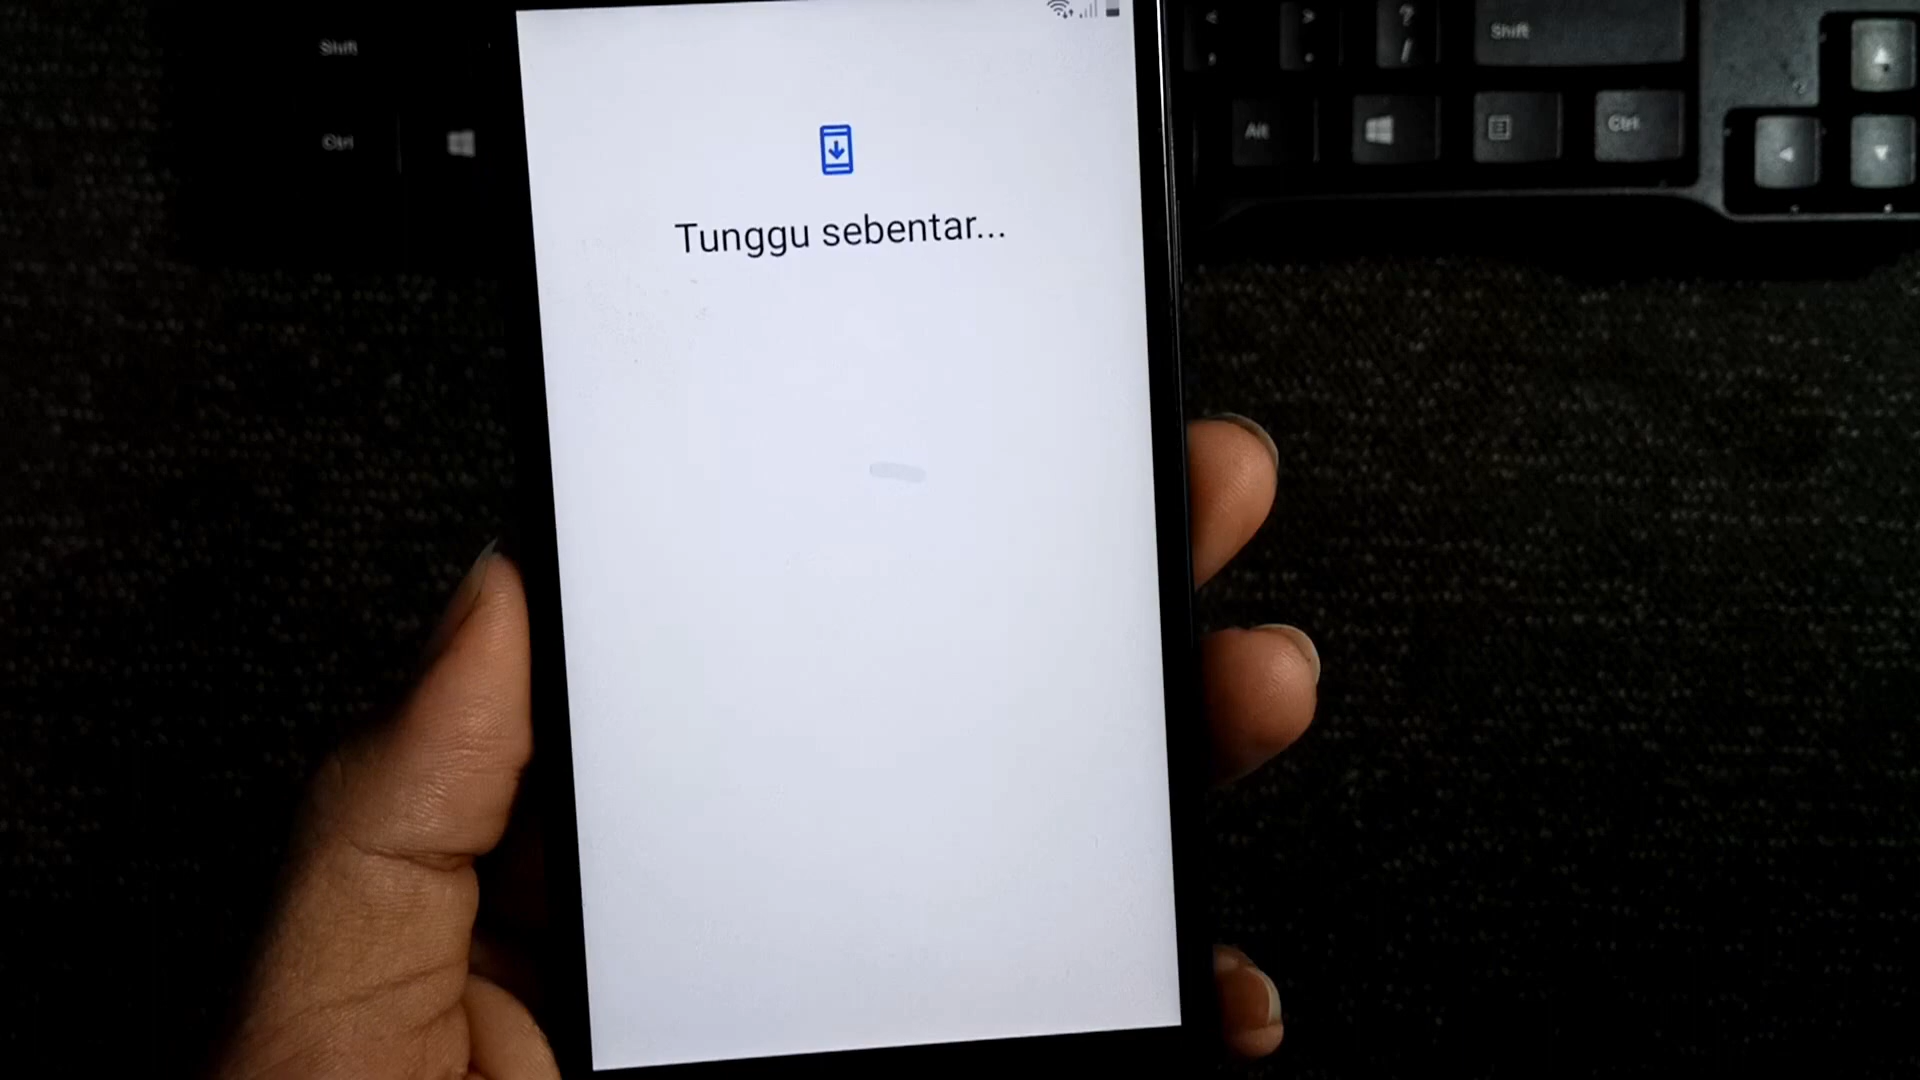 Shift
Ctrl
Tunggu sebentar...
< ,
> .
? /
Shift
Alt
Ctrl